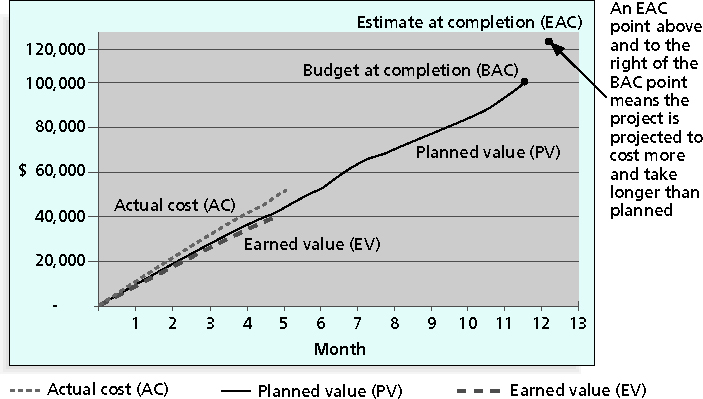 Estimate at completion (EAC)
An EAC
point above
and to the
right of the
BAC point
means the
project is
projected to
cost more
and take
longer than
planned
120,000
Budget at completion (BAC)
100,000
80,000
Planned value (PV)
$ 60,000
Actual cost (AC)
40,000
Earned value (EV)
20,000
-
1 2 3 4 5 6 7 8 9 10 11 12 13
Month
Actual cost (AC) Planned value (PV) Earned value (EV)